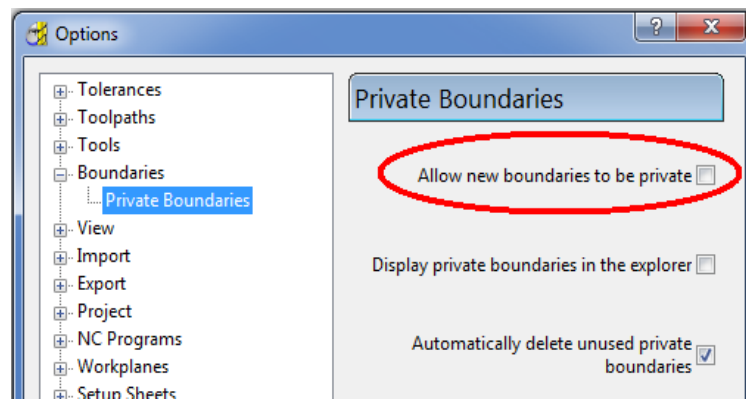 Options
Tolerances
Toolpaths
Tools
Boundaries
Private Boundaries
View
Import
Export
Project
NC Programs
Workplanes
Setup Sheets
Private Boundaries
Allow new boundaries to be private
Display private boundaries in the explorer
Automatically delete unused private
boundaries